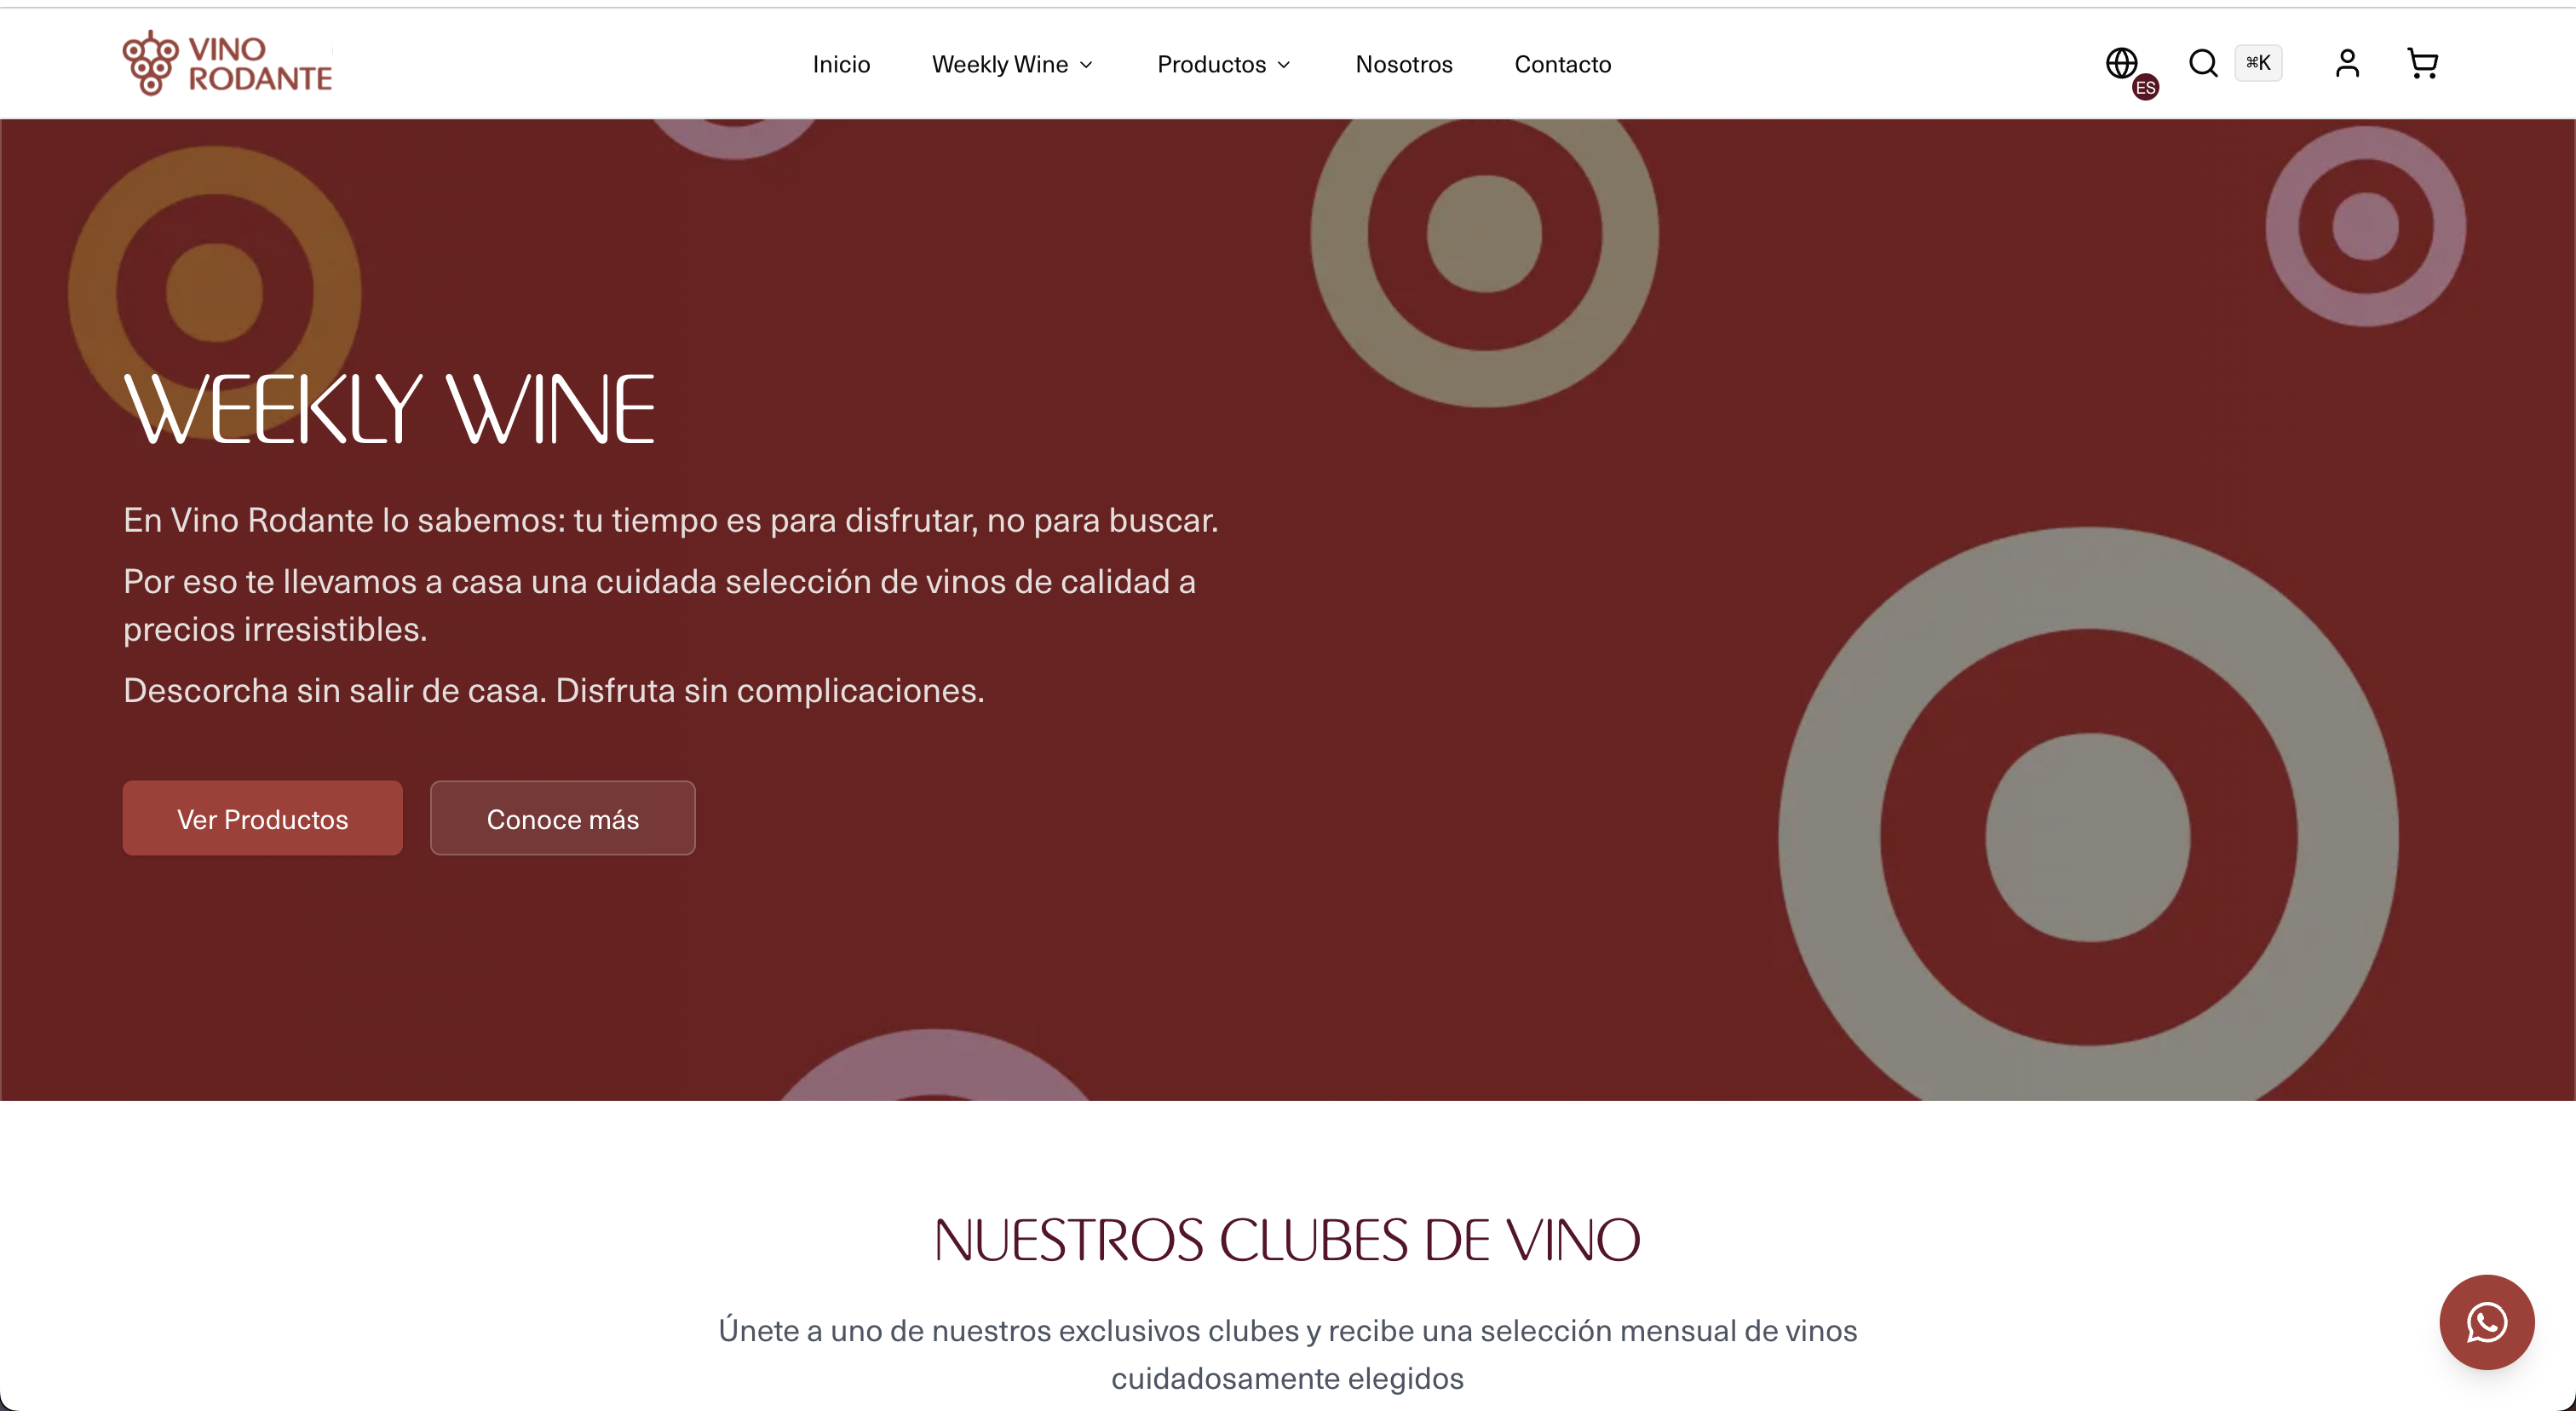 VINO
RODANTE
Inicio
Weekly Wine
Productos
Nosotros
Contacto
ES
⌘K
WEEKLY WINE
En Vino Rodante lo sabemos: tu tiempo es para disfrutar, no para buscar.
Por eso te llevamos a casa una cuidada selección de vinos de calidad a
precios irresistibles.
Descorcha sin salir de casa. Disfruta sin complicaciones.
Ver Productos
Conoce más
NUESTROS CLUBES DE VINO
Únete a uno de nuestros exclusivos clubes y recibe una selección mensual de vinos
cuidadosamente elegidos